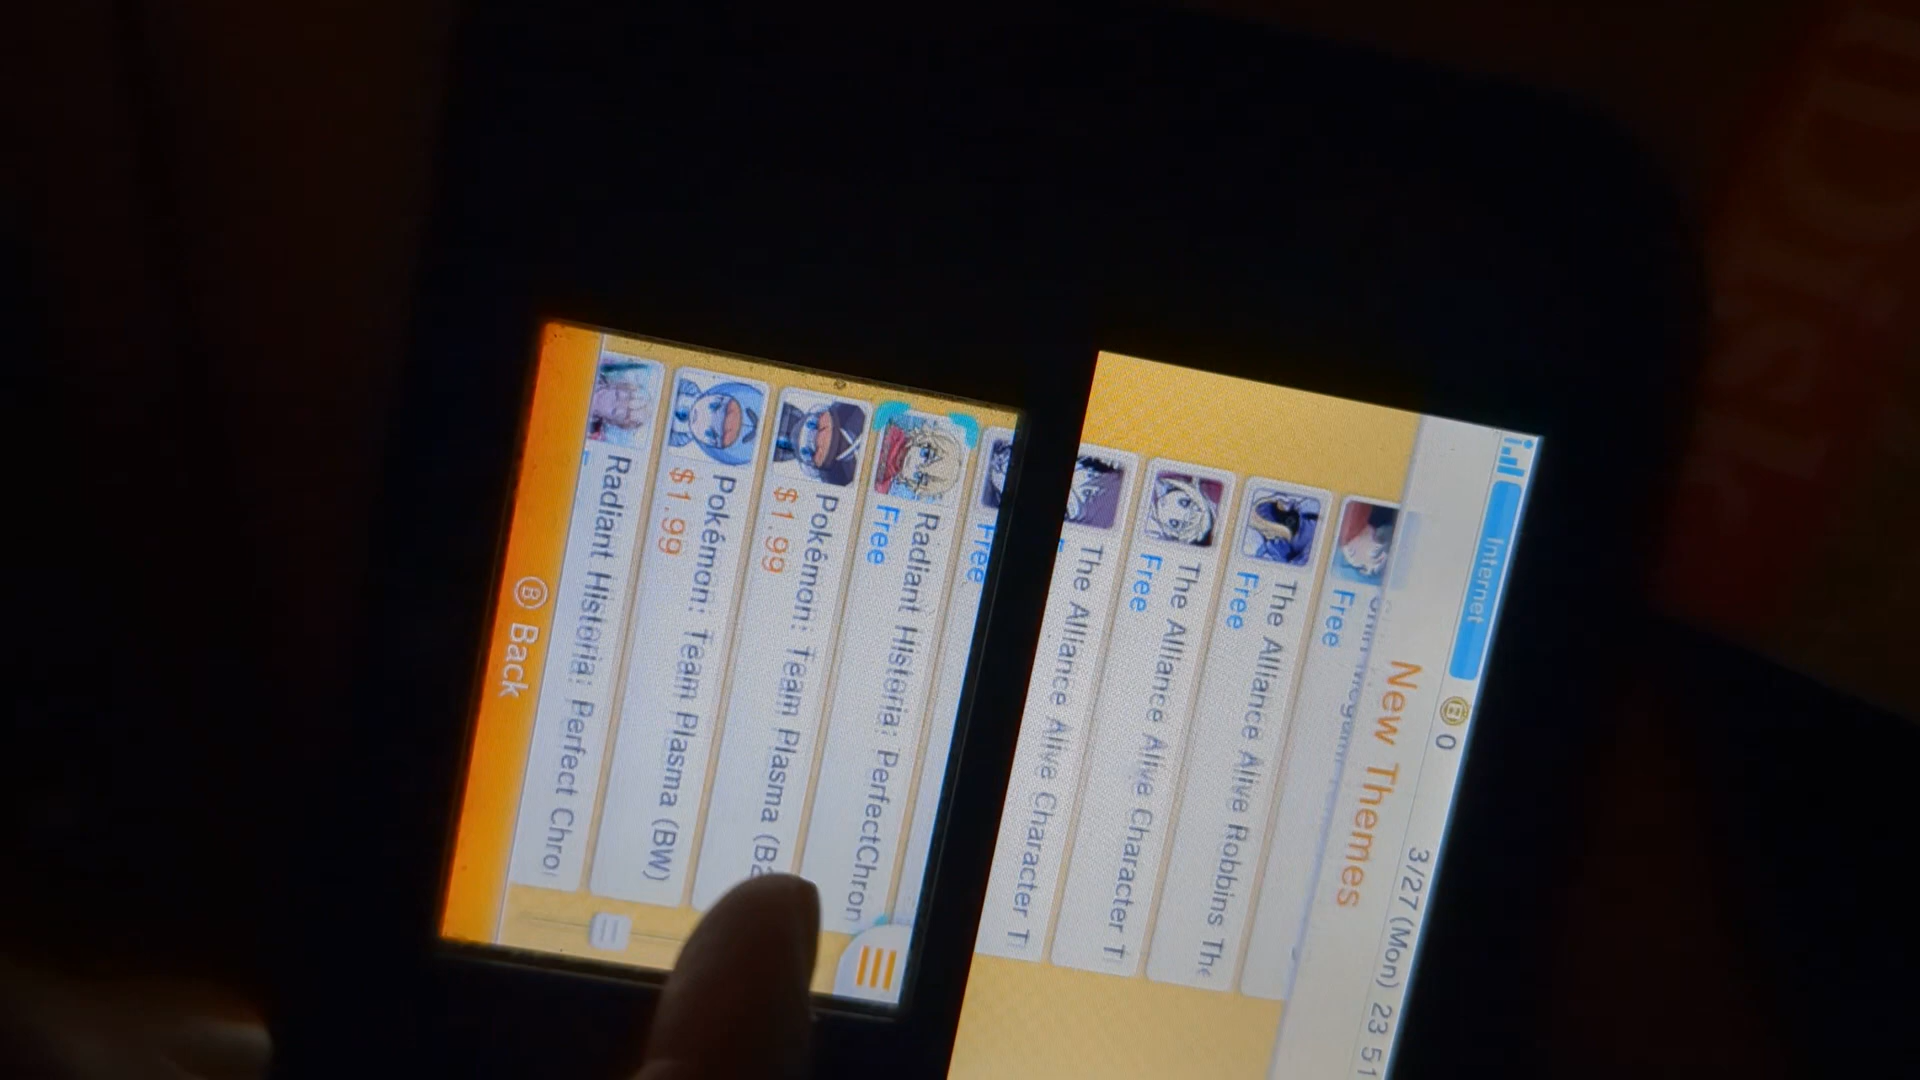 Internet
0
3/27(Mon) 23 51
New Themes
Free
The Alliance Alive Robbins The
Free
The Alliance Alive Character T
Free
The Alliance Alive Character T
Free
Radiant Historia: PerfectChron
Free
Pokémon: Team Plasma (B2
$1.99
Pokémon: Team Plasma (BW)
$1.99
Radiant Historia: Perfect Chro
Ⓑ Back